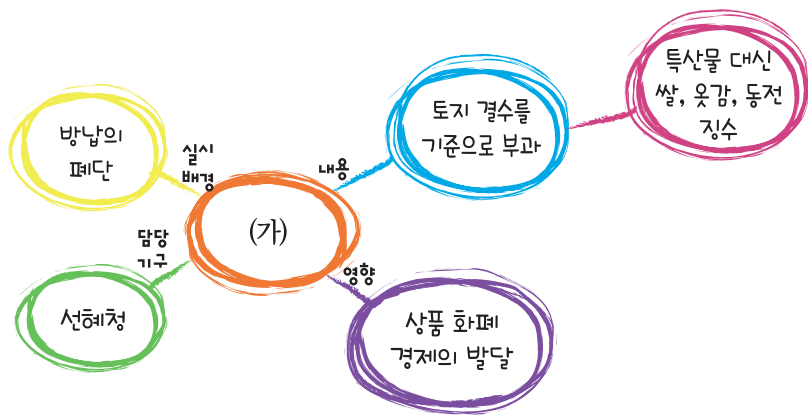 방납의
폐단
실시
배경
(가)
내용
토지 결수를
기준으로 부과
특산물 대신
쌀, 옷감, 동전
징수
담당
기구
선혜청
영향
상품 화폐
경제의 발달